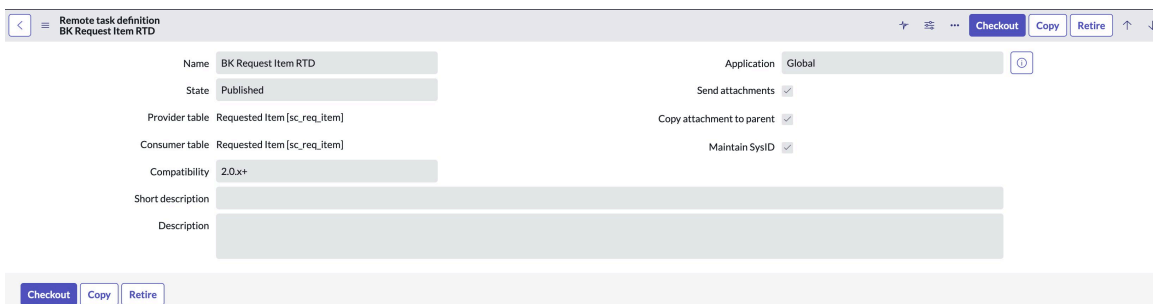 Remote task definition
BK Request Item RTD
Checkout Copy Retire
Name BK Request Item RTD Application Global
State Published Send attachments
Provider table Requested Item [sc_req_item] Copy attachment to parent
Consumer table Requested Item [sc_req_item] Maintain SysID
Compatibility 2.0.x+
Short description
Description
Checkout Copy Retire